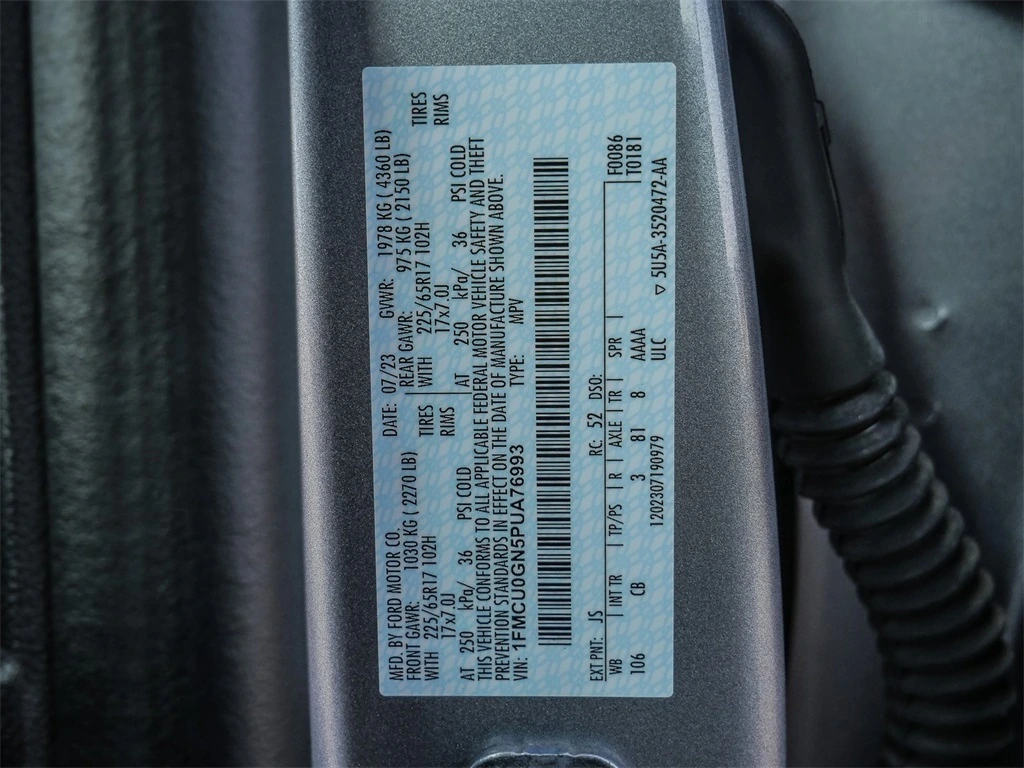 MFD. BY FORD MOTOR CO. DATE: 07/23 GVWR: 1978 KG ( 4360 LB)
FRONT GAWR: 1030 KG ( 2270 LB) REAR GAWR: 975 KG ( 2150 LB)
WITH 225/65R17 102H TIRES WITH 225/65R17 102H TIRES
17x7.0J RIMS 17x7.0J RIMS
AT 250 kPa/ 36 PSI COLD AT 250 kPa/ 36 PSI COLD
THIS VEHICLE CONFORMS TO ALL APPLICABLE FEDERAL MOTOR VEHICLE SAFETY AND THEFT
PREVENTION STANDARDS IN EFFECT ON THE DATE OF MANUFACTURE SHOWN ABOVE.
VIN: 1FMCU0GN5PUA76993 TYPE: MPV
EXT PNT: JS RC: 52 DSO: F0086
WB INT TR TP/PS R AXLE TR SPR T0181
106 CB 3 81 8 AAAA
1202307190979 ULC ▽ 5U5A-3520472-AA